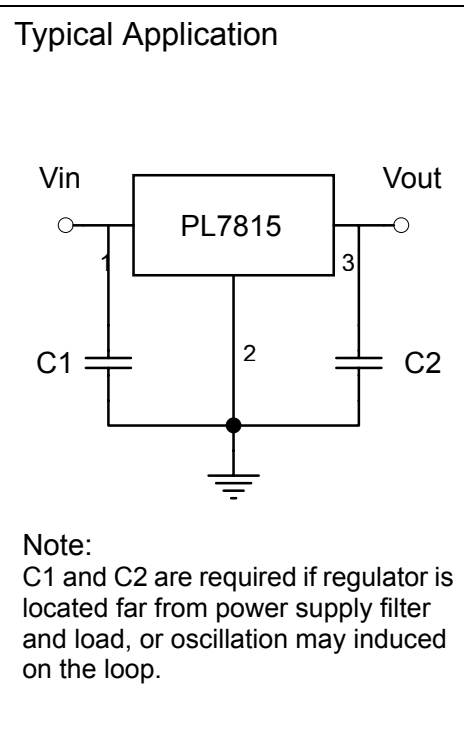 Typical Application
Vin
Vout
PL7815
1
3
C1
2
C2
Note:
C1 and C2 are required if regulator is
located far from power supply filter
and load, or oscillation may induced
on the loop.